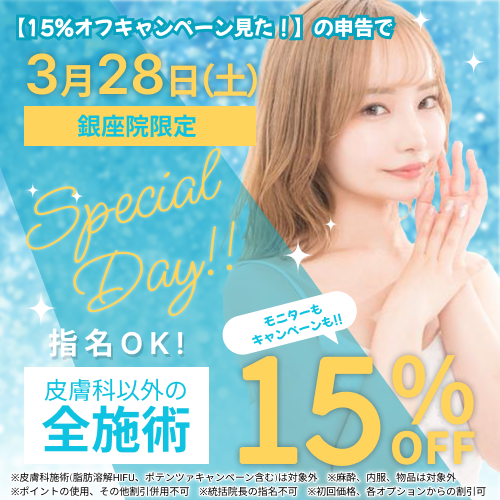 【15%オフキャンペーン見た！】の申告で
3月28日(土)
銀座院限定
Special
Day!!
指名OK!
モニターも
キャンペーンも!!
皮膚科以外の
全施術
15%
OFF
※皮膚科施術(脂肪溶解HIFU、ポテンツァキャンペーン含む)は対象外　※麻酔、内服、物品は対象外
※ポイントの使用、その他割引併用不可　※統括院長の指名不可　※初回価格、各オプションからの割引可